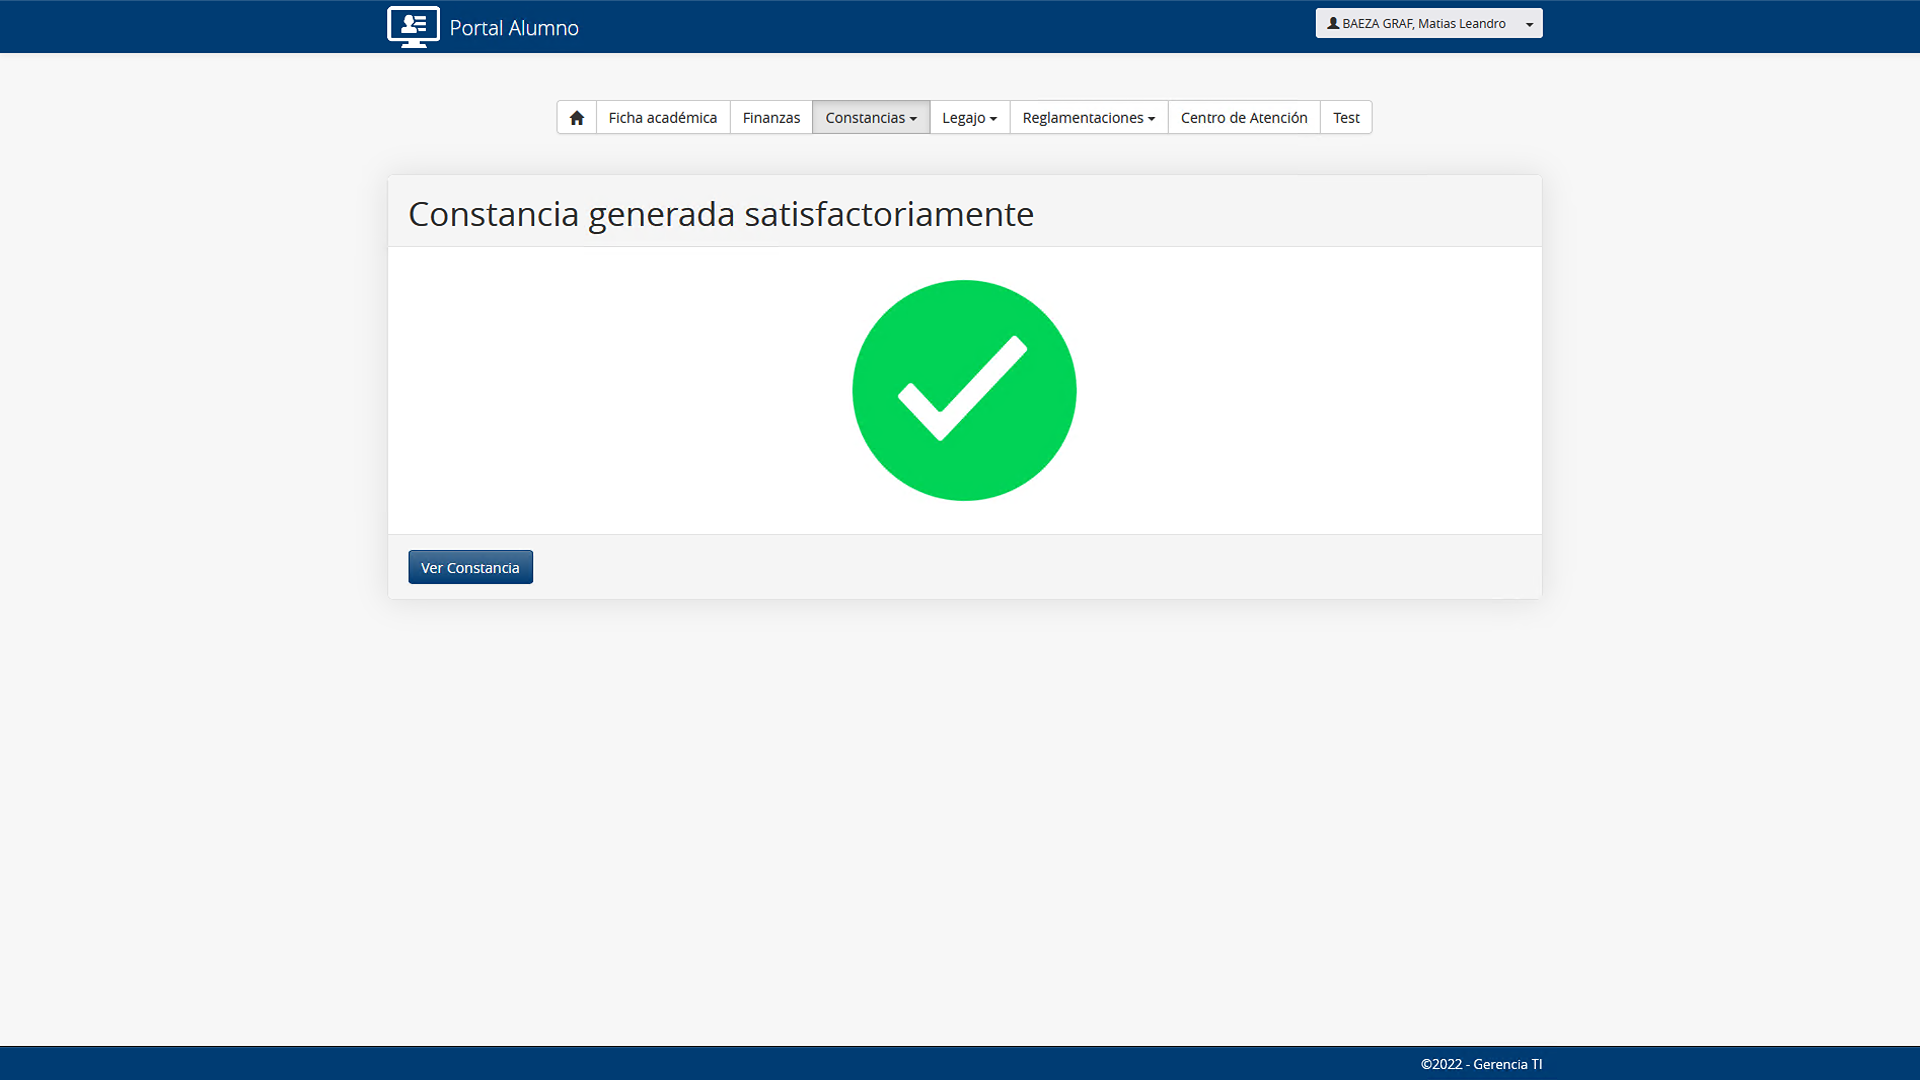 Portal Alumno
BAEZA GRAF, Matias Leandro
Ficha académica
Finanzas
Constancias
Legajo
Reglamentaciones
Centro de Atención
Test
Constancia generada satisfactoriamente
Ver Constancia
©2022 - Gerencia TI